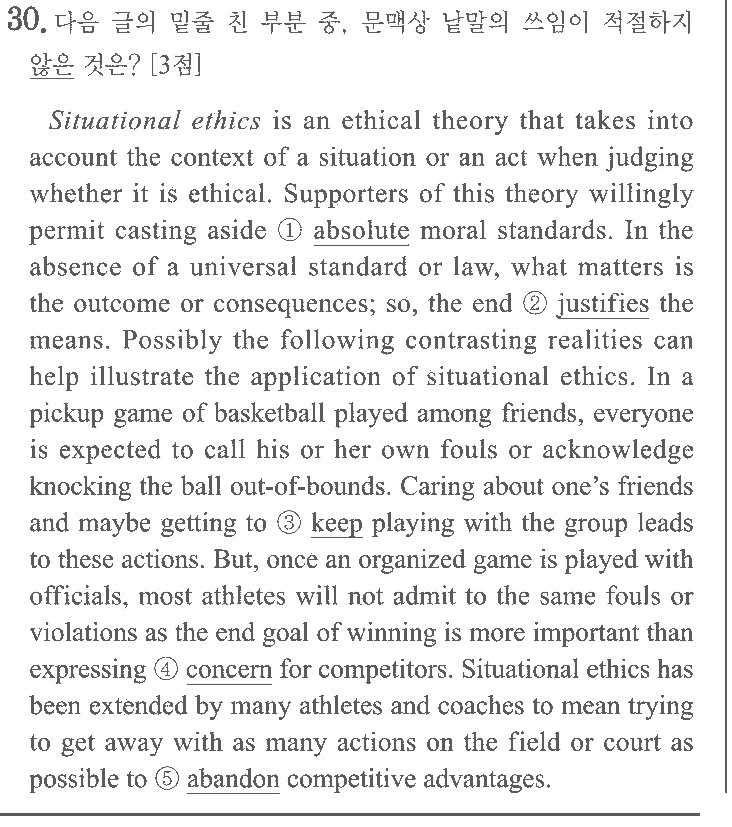 30. 다음 글의 밑줄 친 부분 중, 문맥상 낱말의 쓰임이 적절하지
않은 것은? [3점]
Situational ethics is an ethical theory that takes into
account the context of a situation or an act when judging
whether it is ethical. Supporters of this theory willingly
permit casting aside ① absolute moral standards. In the
absence of a universal standard or law, what matters is
the outcome or consequences; so, the end ② justifies the
means. Possibly the following contrasting realities can
help illustrate the application of situational ethics. In a
pickup game of basketball played among friends, everyone
is expected to call his or her own fouls or acknowledge
knocking the ball out-of-bounds. Caring about one's friends
and maybe getting to ③ keep playing with the group leads
to these actions. But, once an organized game is played with
officials, most athletes will not admit to the same fouls or
violations as the end goal of winning is more important than
expressing ④ concern for competitors. Situational ethics has
been extended by many athletes and coaches to mean trying
to get away with as many actions on the field or court as
possible to ⑤ abandon competitive advantages.